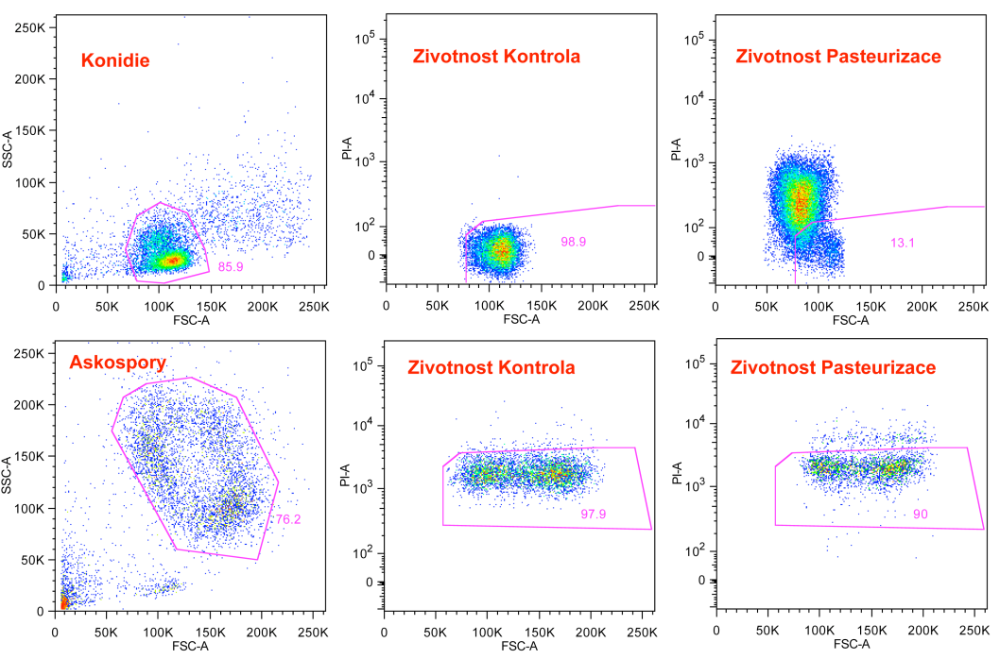 Konidie
250K
200K
150K
100K
50K
0
SSC-A
85.9
0 50K 100K 150K 200K 250K
FSC-A
Zivotnost Kontrola
10^5
10^4
10^3
10^2
0
PI-A
98.9
50K 100K 150K 200K 250K
FSC-A
Zivotnost Pasteurizace
10^5
10^4
10^3
10^2
0
PI-A
13.1
0 50K 100K 150K 200K 250K
FSC-A
Askospory
250K
200K
150K
100K
50K
0
SSC-A
76.2
0 50K 100K 150K 200K 250K
FSC-A
Zivotnost Kontrola
10^5
10^4
10^3
10^2
0
PI-A
97.9
0 50K 100K 150K 200K 250K
FSC-A
Zivotnost Pasteurizace
10^5
10^4
10^3
10^2
0
PI-A
90
0 50K 100K 150K 200K 250K
FSC-A